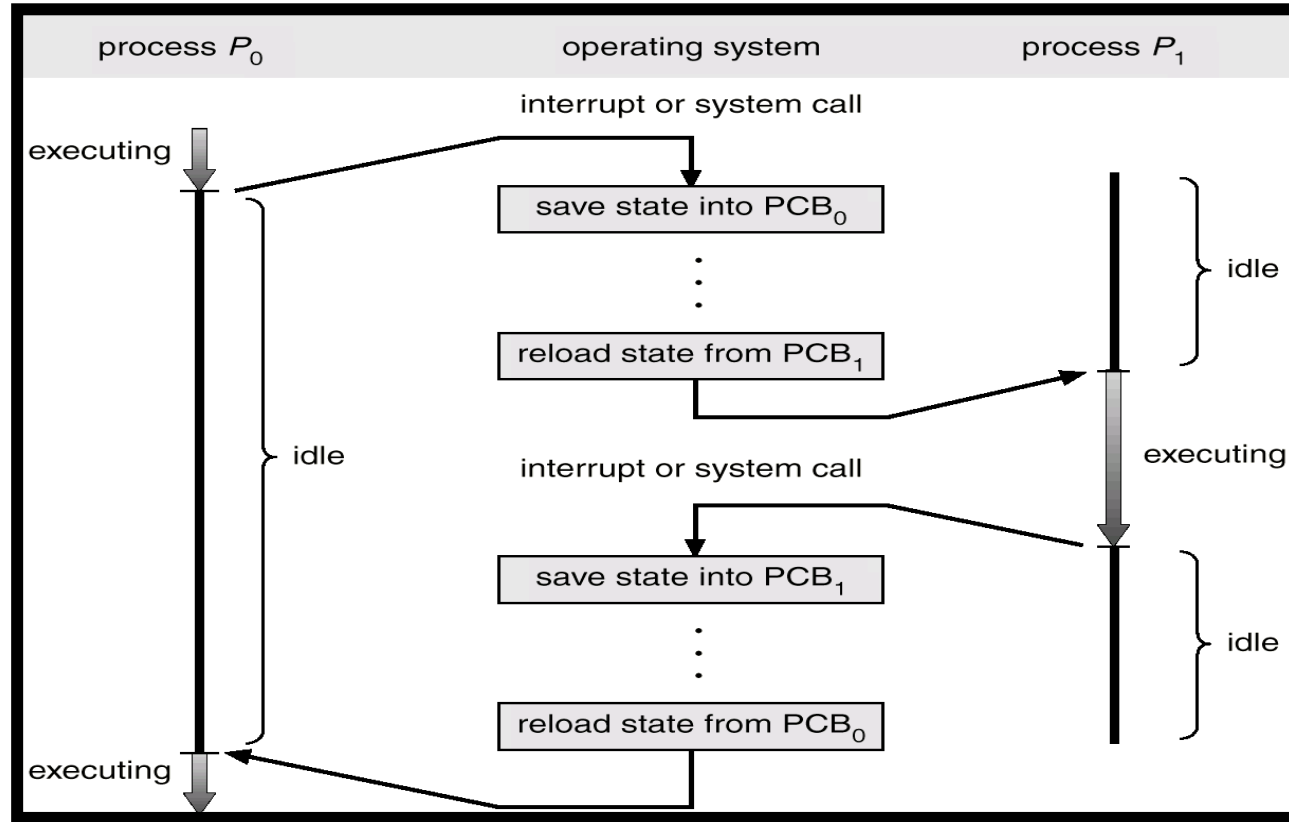 process P₀ operating system process P₁
interrupt or system call
executing
save state into PCB₀
idle
reload state from PCB₁
idle
interrupt or system call
executing
save state into PCB₁
idle
reload state from PCB₀
executing